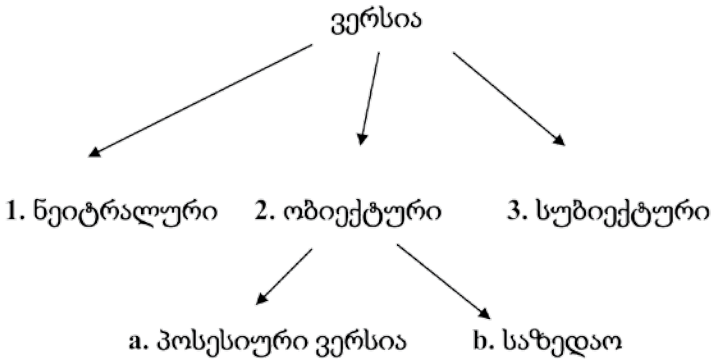 ვერსია
1. ნეიტრალური 2. ობიექტური 3. სუბიექტური
a. პოსესიური ვერსია b. საზედაო